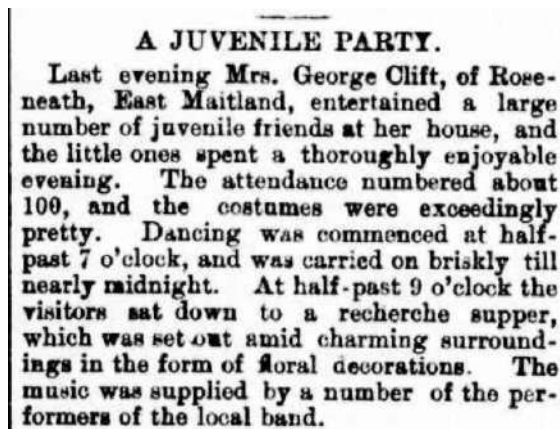 A JUVENILE PARTY.
Last evening Mrs. George Clift, of Rose-
neath, East Maitland, entertained a large
number of juvenile friends at her house, and
the little ones spent a thoroughly enjoyable
evening. The attendance numbered about
100, and the costumes were exceedingly
pretty. Dancing was commenced at half-
past 7 o'clock, and was carried on briskly till
nearly midnight. At half-past 9 o'clock the
visitors sat down to a recherche supper,
which was set out amid charming surround-
ings in the form of floral decorations. The
music was supplied by a number of the per-
formers of the local band.